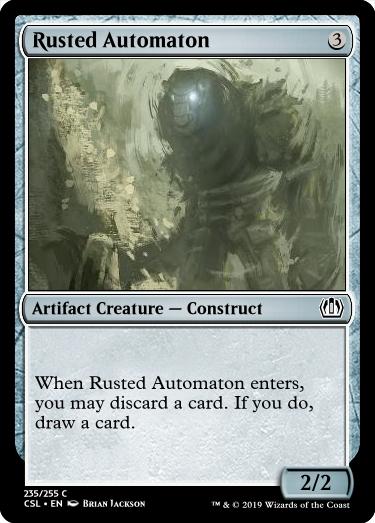 Rusted Automaton 3
Artifact Creature — Construct
When Rusted Automaton enters,
you may discard a card. If you do,
draw a card.
2/2
235/255 C
CSL • EN Brian Jackson ™ & © 2019 Wizards of the Coast